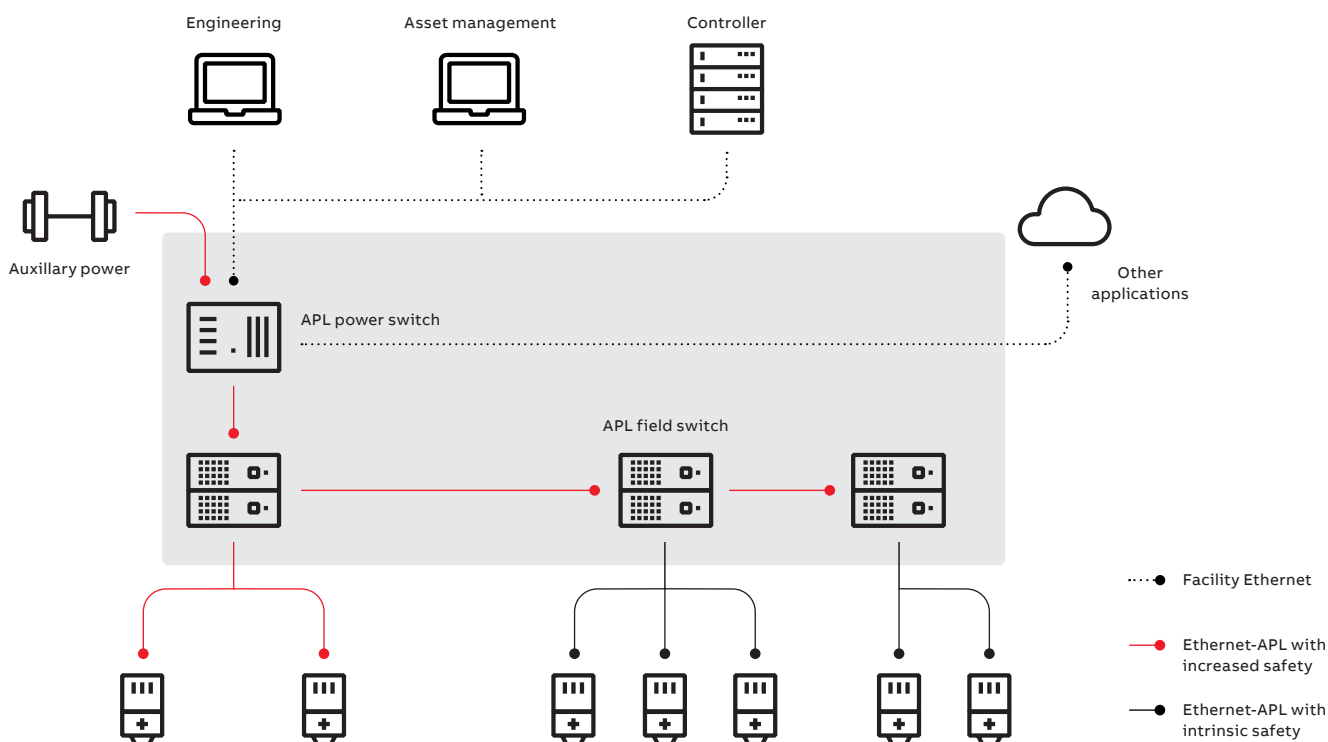 Engineering
Asset management
Controller
Auxillary power
Other
applications
APL power switch
APL field switch
Facility Ethernet
Ethernet-APL with
increased safety
Ethernet-APL with
intrinsic safety